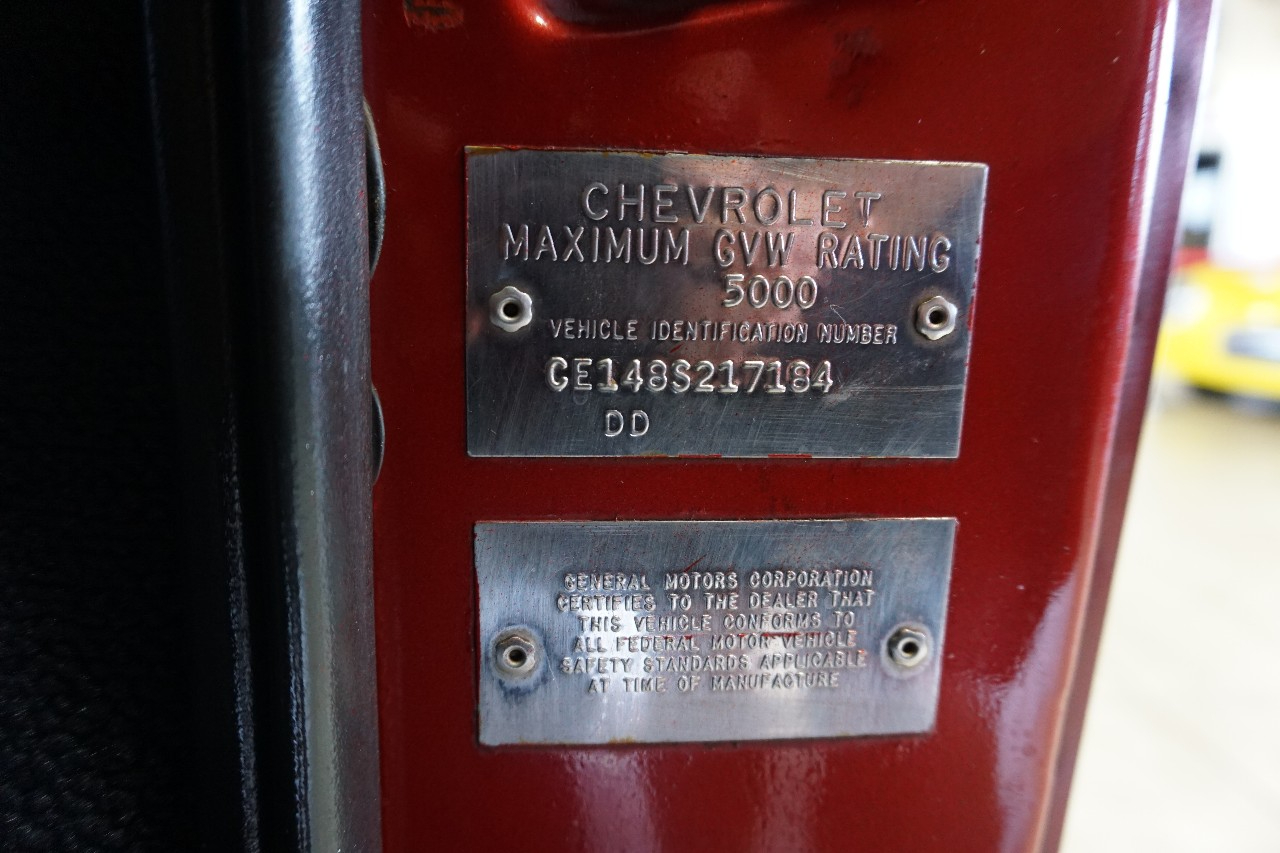 CHEVROLET
MAXIMUM GVW RATING
5000
VEHICLE IDENTIFICATION NUMBER
CE148S217184
DD
GENERAL MOTORS CORPORATION
CERTIFIES TO THE DEALER THAT
THIS VEHICLE CONFORMS TO
ALL FEDERAL MOTOR VEHICLE
SAFETY STANDARDS APPLICABLE
AT TIME OF MANUFACTURE